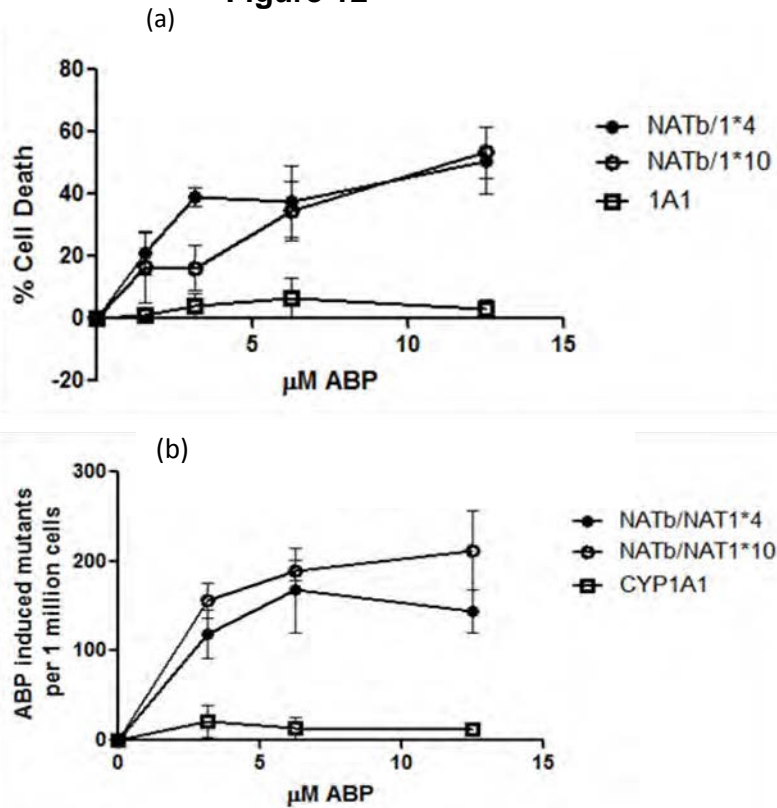 (a)
80
60
40
20
0
-20
% Cell Death
5
10
15
μM ABP
NATb/1*4
NATb/1*10
1A1
(b)
300
200
100
0
ABP induced mutants
per 1 million cells
0
5
10
15
μM ABP
NATb/NAT1*4
NATb/NAT1*10
CYP1A1